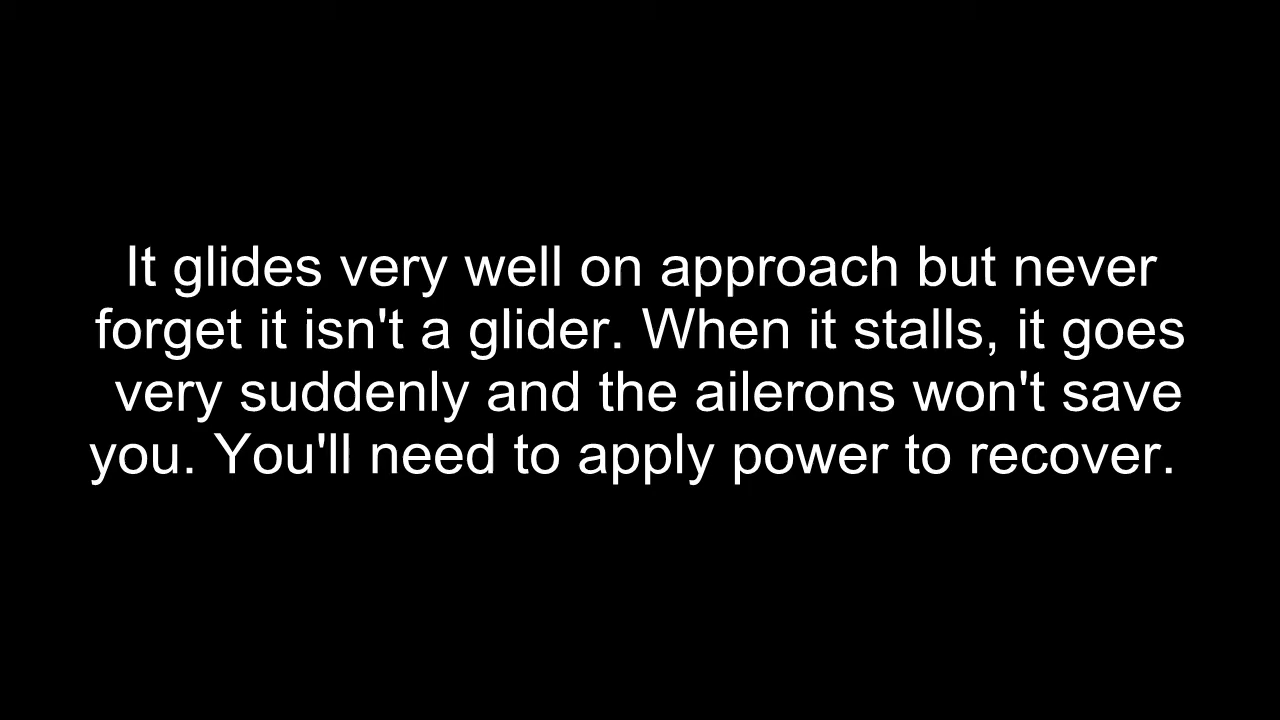 It glides very well on approach but never
forget it isn't a glider. When it stalls, it goes
very suddenly and the ailerons won't save
you. You'll need to apply power to recover.